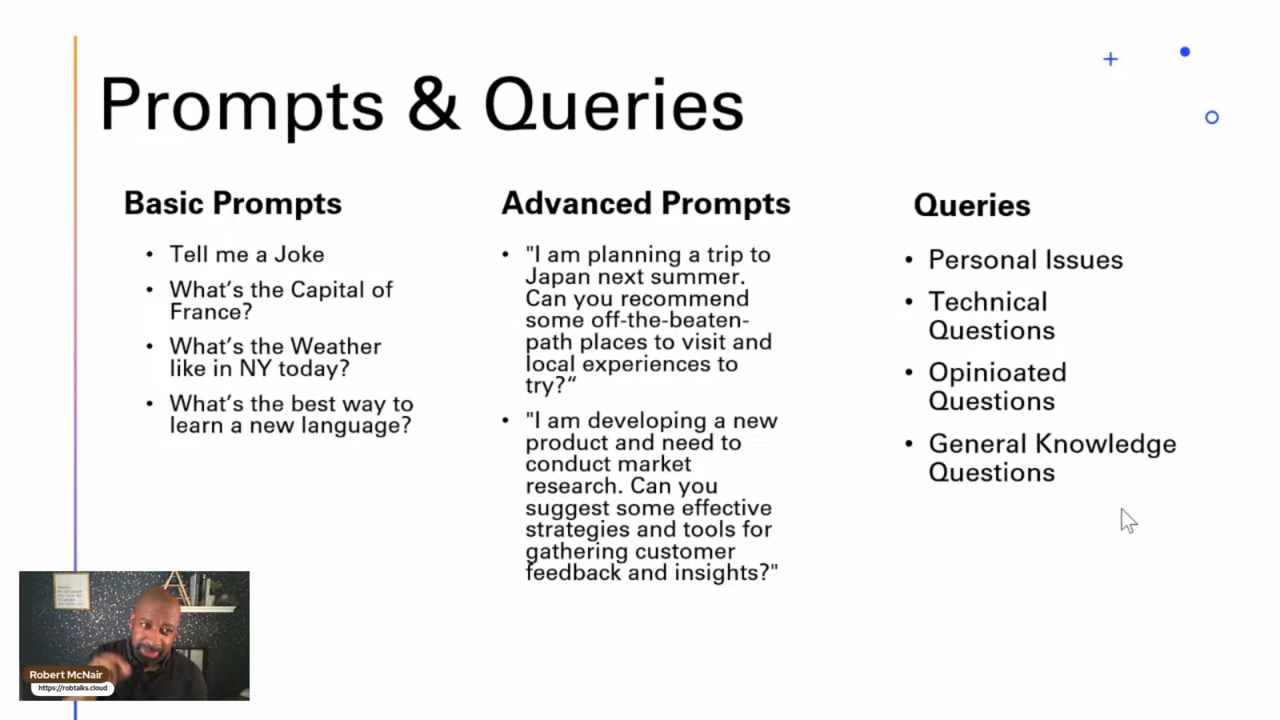 Prompts & Queries
Basic Prompts
• Tell me a Joke
• What’s the Capital of
France?
• What’s the Weather
like in NY today?
• What’s the best way to
learn a new language?
Advanced Prompts
• "I am planning a trip to
Japan next summer.
Can you recommend
some off-the-beaten-
path places to visit and
local experiences to
try?“
• "I am developing a new
product and need to
conduct market
research. Can you
suggest some effective
strategies and tools for
gathering customer
feedback and insights?"
Queries
• Personal Issues
• Technical
Questions
• Opinioated
Questions
• General Knowledge
Questions
Robert McNair
https://robtalks.cloud